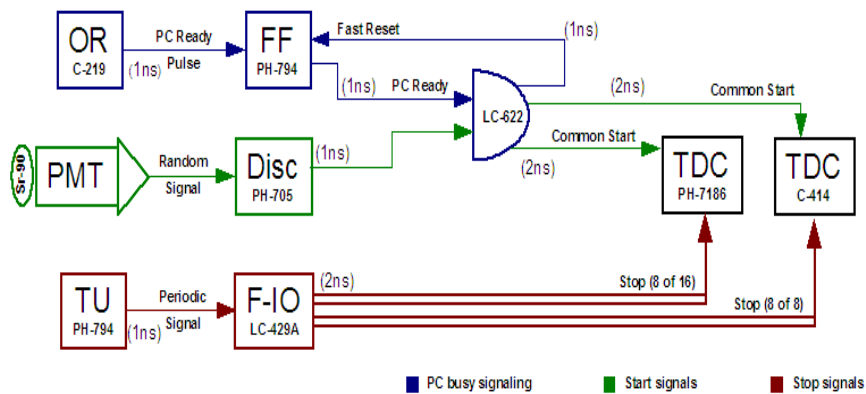 OR
C-219
(1ns)
PC Ready
Pulse
FF
PH-794
Fast Reset
(1ns)
(1ns)
PC Ready
LC-622
(2ns)
Common Start
Common Start
(2ns)
Sr-90
PMT
Random
Signal
Disc
PH-705
(1ns)
TDC
PH-7186
TDC
C-414
TU
PH-794
(1ns)
Periodic
Signal
F-IO
LC-429A
(2ns)
Stop (8 of 16)
Stop (8 of 8)
PC busy signaling
Start signals
Stop signals